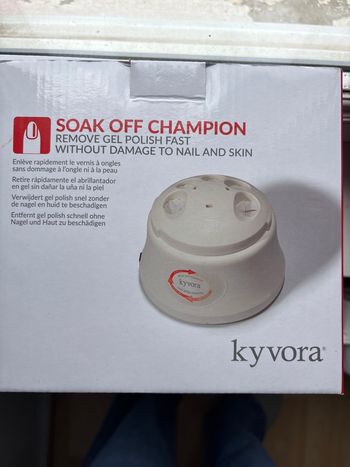 SOAK OFF CHAMPION
REMOVE GEL POLISH FAST
WITHOUT DAMAGE TO NAIL AND SKIN
Enlève rapidement le vernis à ongles
sans dommage à l'ongle ni à la peau
Retire rápidamente el abrillantador
en gel sin dañar la uña ni la piel
Verwijdert gel polish snel zonder
de nagel en huid te beschadigen
Entfernt gel polish schnell ohne
Nagel und Haut zu beschädigen
kyvora
kyvora®